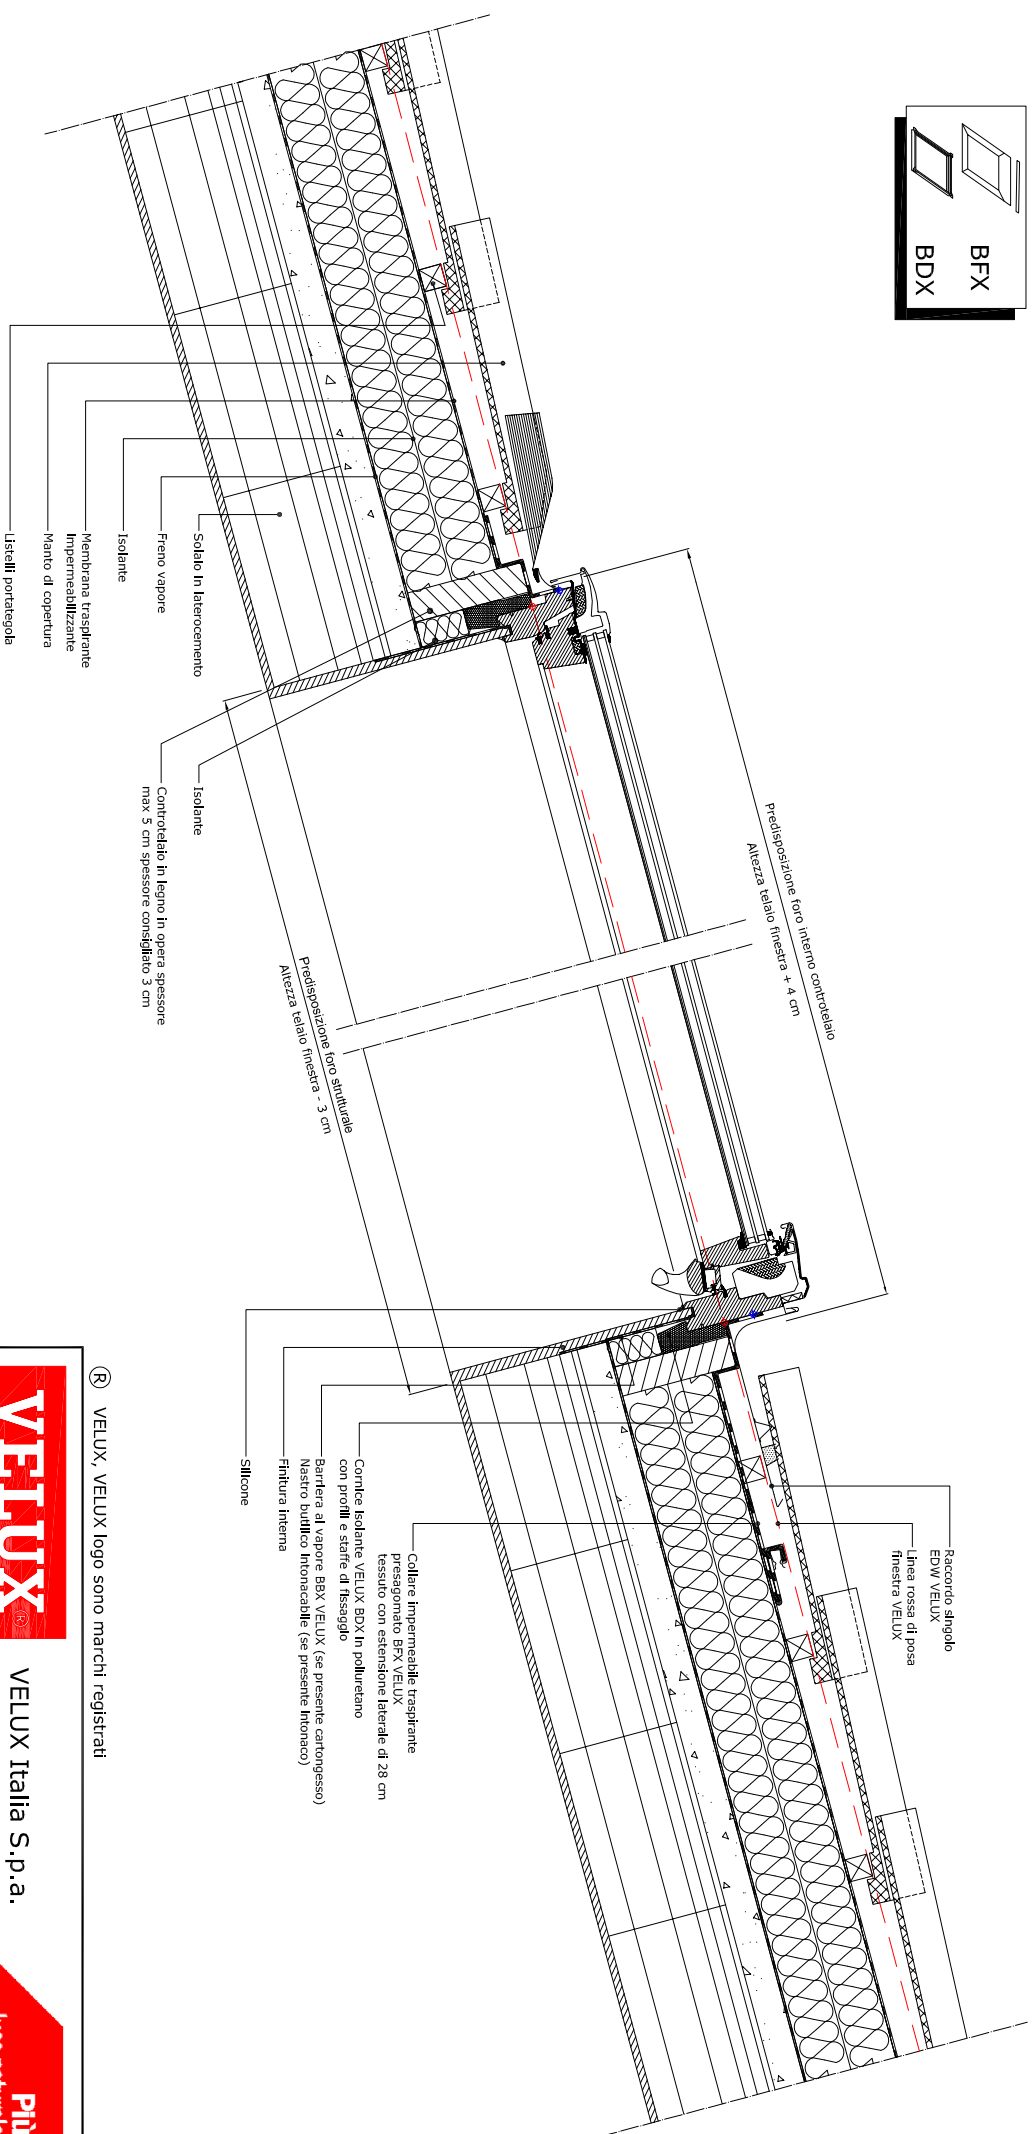 BFX
BDX
Predisposizione foro interno controtelaio
Altezza telaio finestra + 4 cm
Raccordo singolo
EDW VELUX
Linea rossa di posa
finestra VELUX
Listelli portategola
Manto di copertura
Membrana traspirante
impermeabilizzante
Isolante
Freno vapore
Solaio in laterocemento
Isolante
Controtelaio in legno in opera spessore
max 5 cm spessore consigliato 3 cm
Predisposizione foro strutturale
Altezza telaio finestra - 3 cm
Collare impermeabile traspirante
presagomato BFX VELUX
tessuto con estensione laterale di 28 cm
Cornice isolante VELUX BDX in poliuretano
con profili e staffe di fissaggio
Barriera al vapore BBX VELUX (se presente cartongesso)
Nastro butilico intonacabile (se presente intonaco)
Finitura interna
Silicone
® VELUX, VELUX logo sono marchi registrati
VELUX®
VELUX Italia S.p.a.